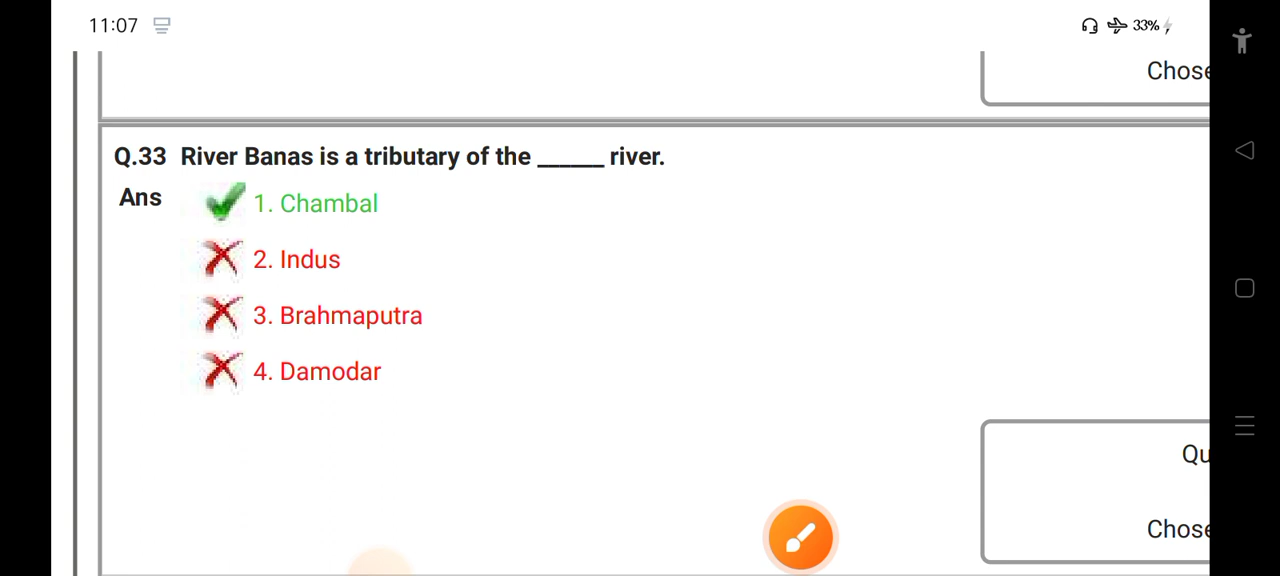 11:07
33%
Chose
Q.33 River Banas is a tributary of the ______ river.
Ans
1. Chambal
2. Indus
3. Brahmaputra
4. Damodar
Qu
Chose